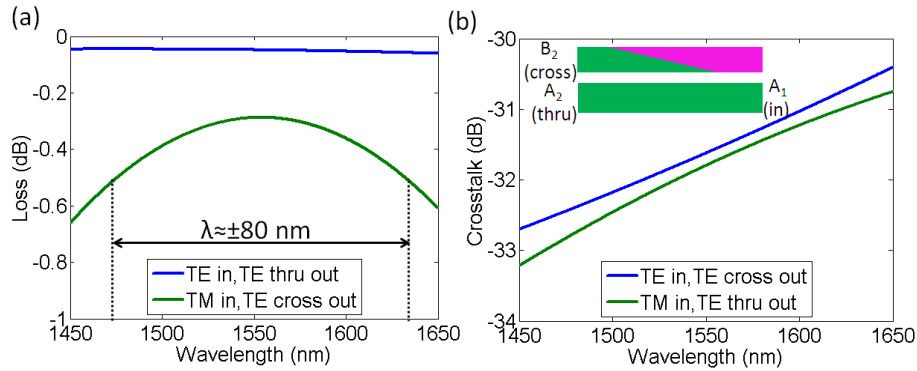 (a)
0
-0.2
-0.4
-0.6
-0.8
-1
Loss (dB)
λ≈±80 nm
TE in,TE thru out
TM in,TE cross out
1450
1500
1550
1600
1650
Wavelength (nm)
(b)
-30
-31
-32
-33
-34
Crosstalk (dB)
B2
(cross)
A2
(thru)
A1
(in)
TE in,TE cross out
TM in,TE thru out
1450
1500
1550
1600
1650
Wavelength (nm)